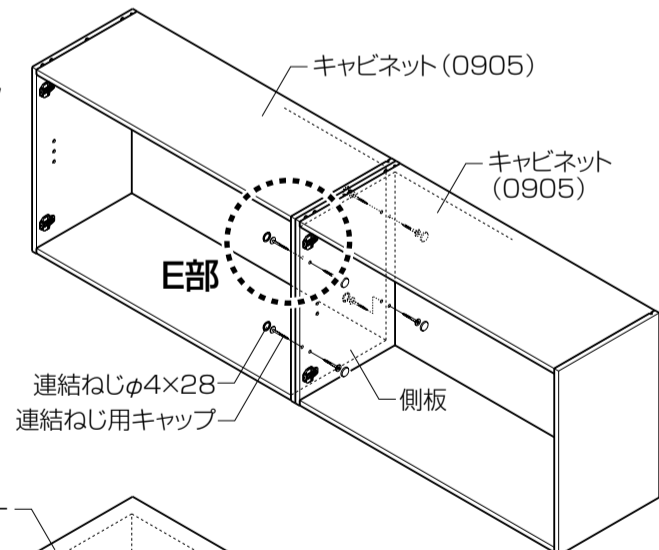 キャビネット(0905)
キャビネット
(0905)
E部
連結ねじφ4×28
連結ねじ用キャップ
側板